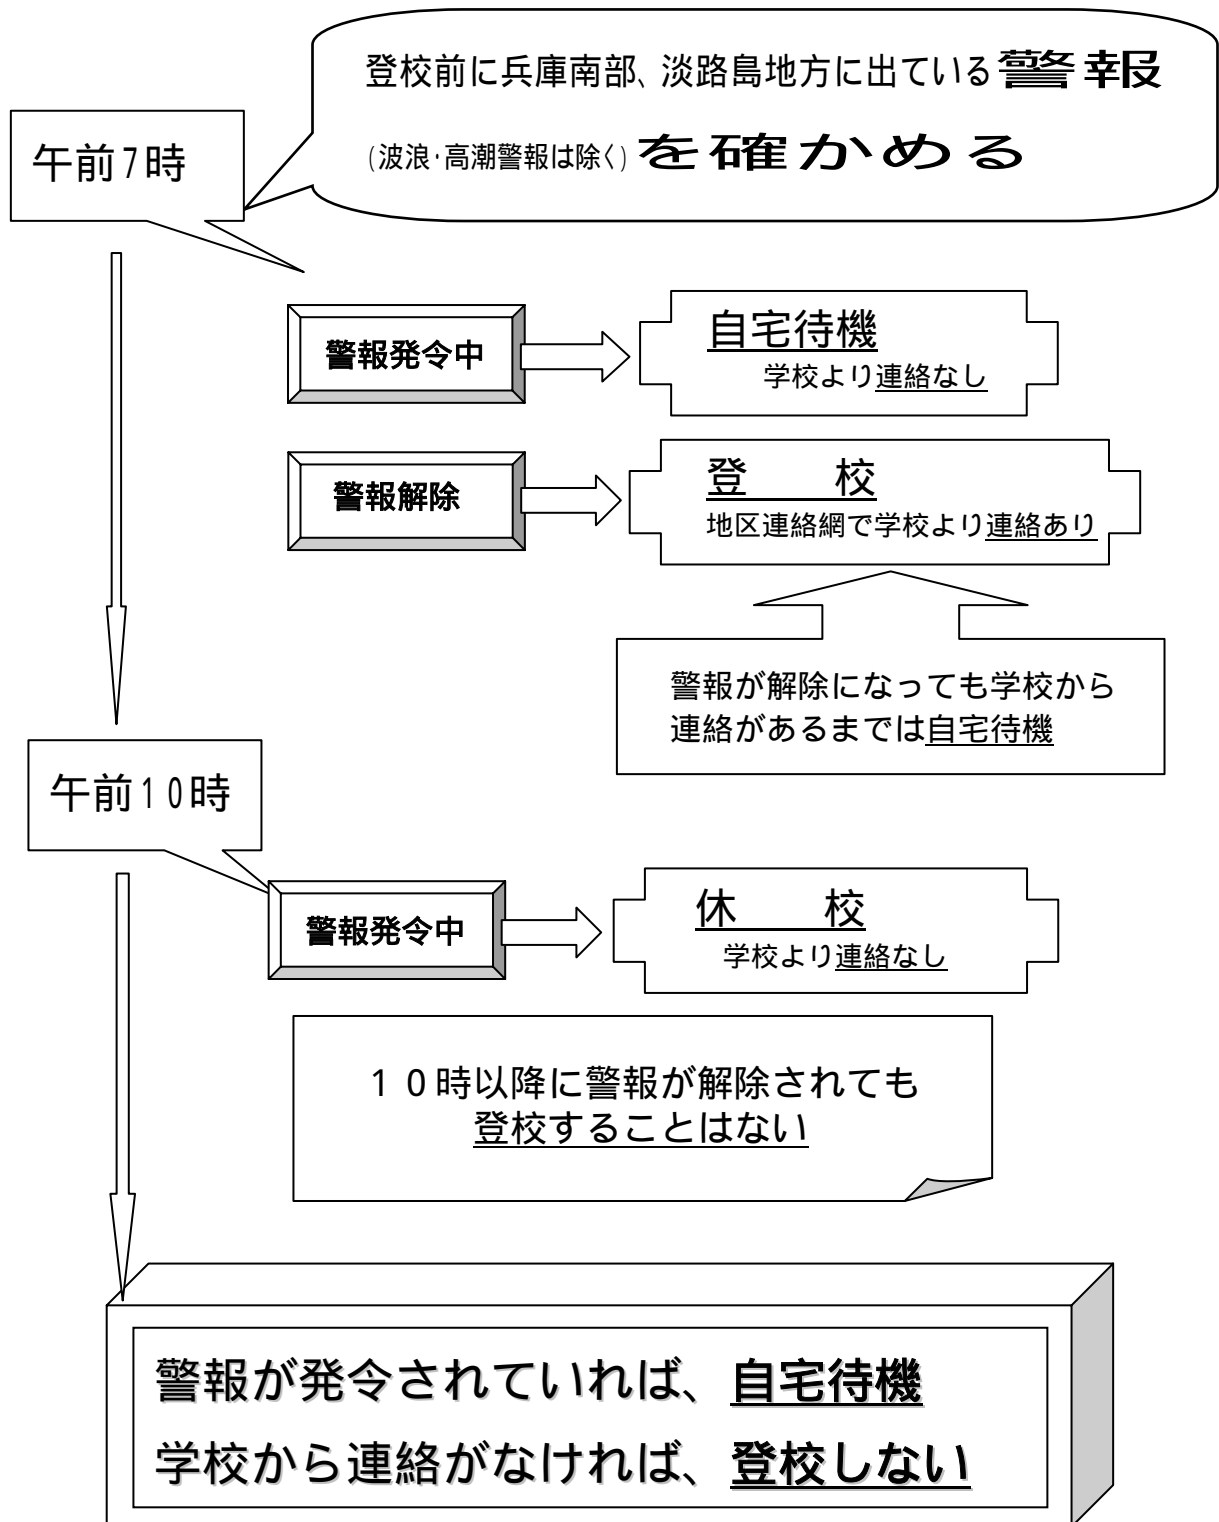 登校前に兵庫南部、淡路島地方に出ている警報
(波浪・高潮警報は除く)を確かめる
午前7時
警報発令中
自宅待機
学校より連絡なし
警報解除
登　　校
地区連絡網で学校より連絡あり
警報が解除になっても学校から
連絡があるまでは自宅待機
午前10時
警報発令中
休　　校
学校より連絡なし
１０時以降に警報が解除されても
登校することはない
警報が発令されていれば、自宅待機
学校から連絡がなければ、登校しない